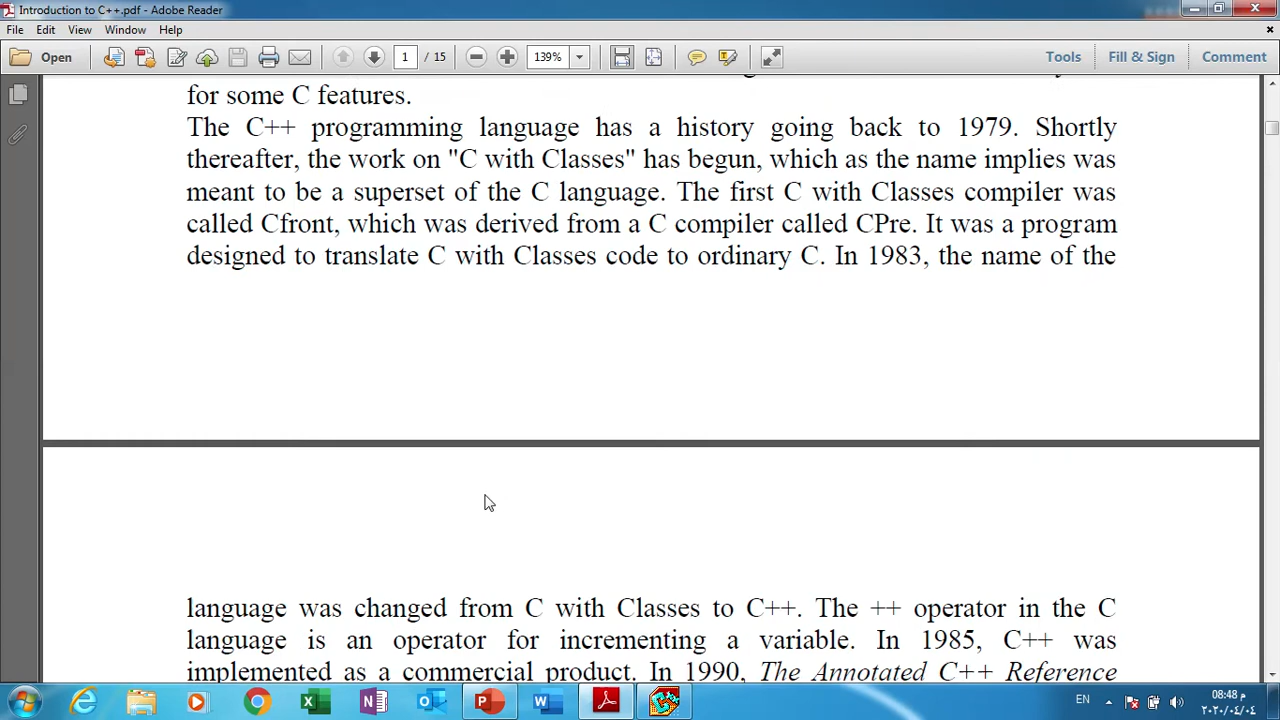 Introduction to C++.pdf - Adobe Reader
File Edit View Window Help
Open 1 / 15 139% Tools Fill & Sign Comment
for some C features.
The C++ programming language has a history going back to 1979. Shortly
thereafter, the work on "C with Classes" has begun, which as the name implies was
meant to be a superset of the C language. The first C with Classes compiler was
called Cfront, which was derived from a C compiler called CPre. It was a program
designed to translate C with Classes code to ordinary C. In 1983, the name of the
language was changed from C with Classes to C++. The ++ operator in the C
language is an operator for incrementing a variable. In 1985, C++ was
implemented as a commercial product. In 1990, The Annotated C++ Reference
EN
08:48 م
٢٠٢٠/٠٤/٠٤